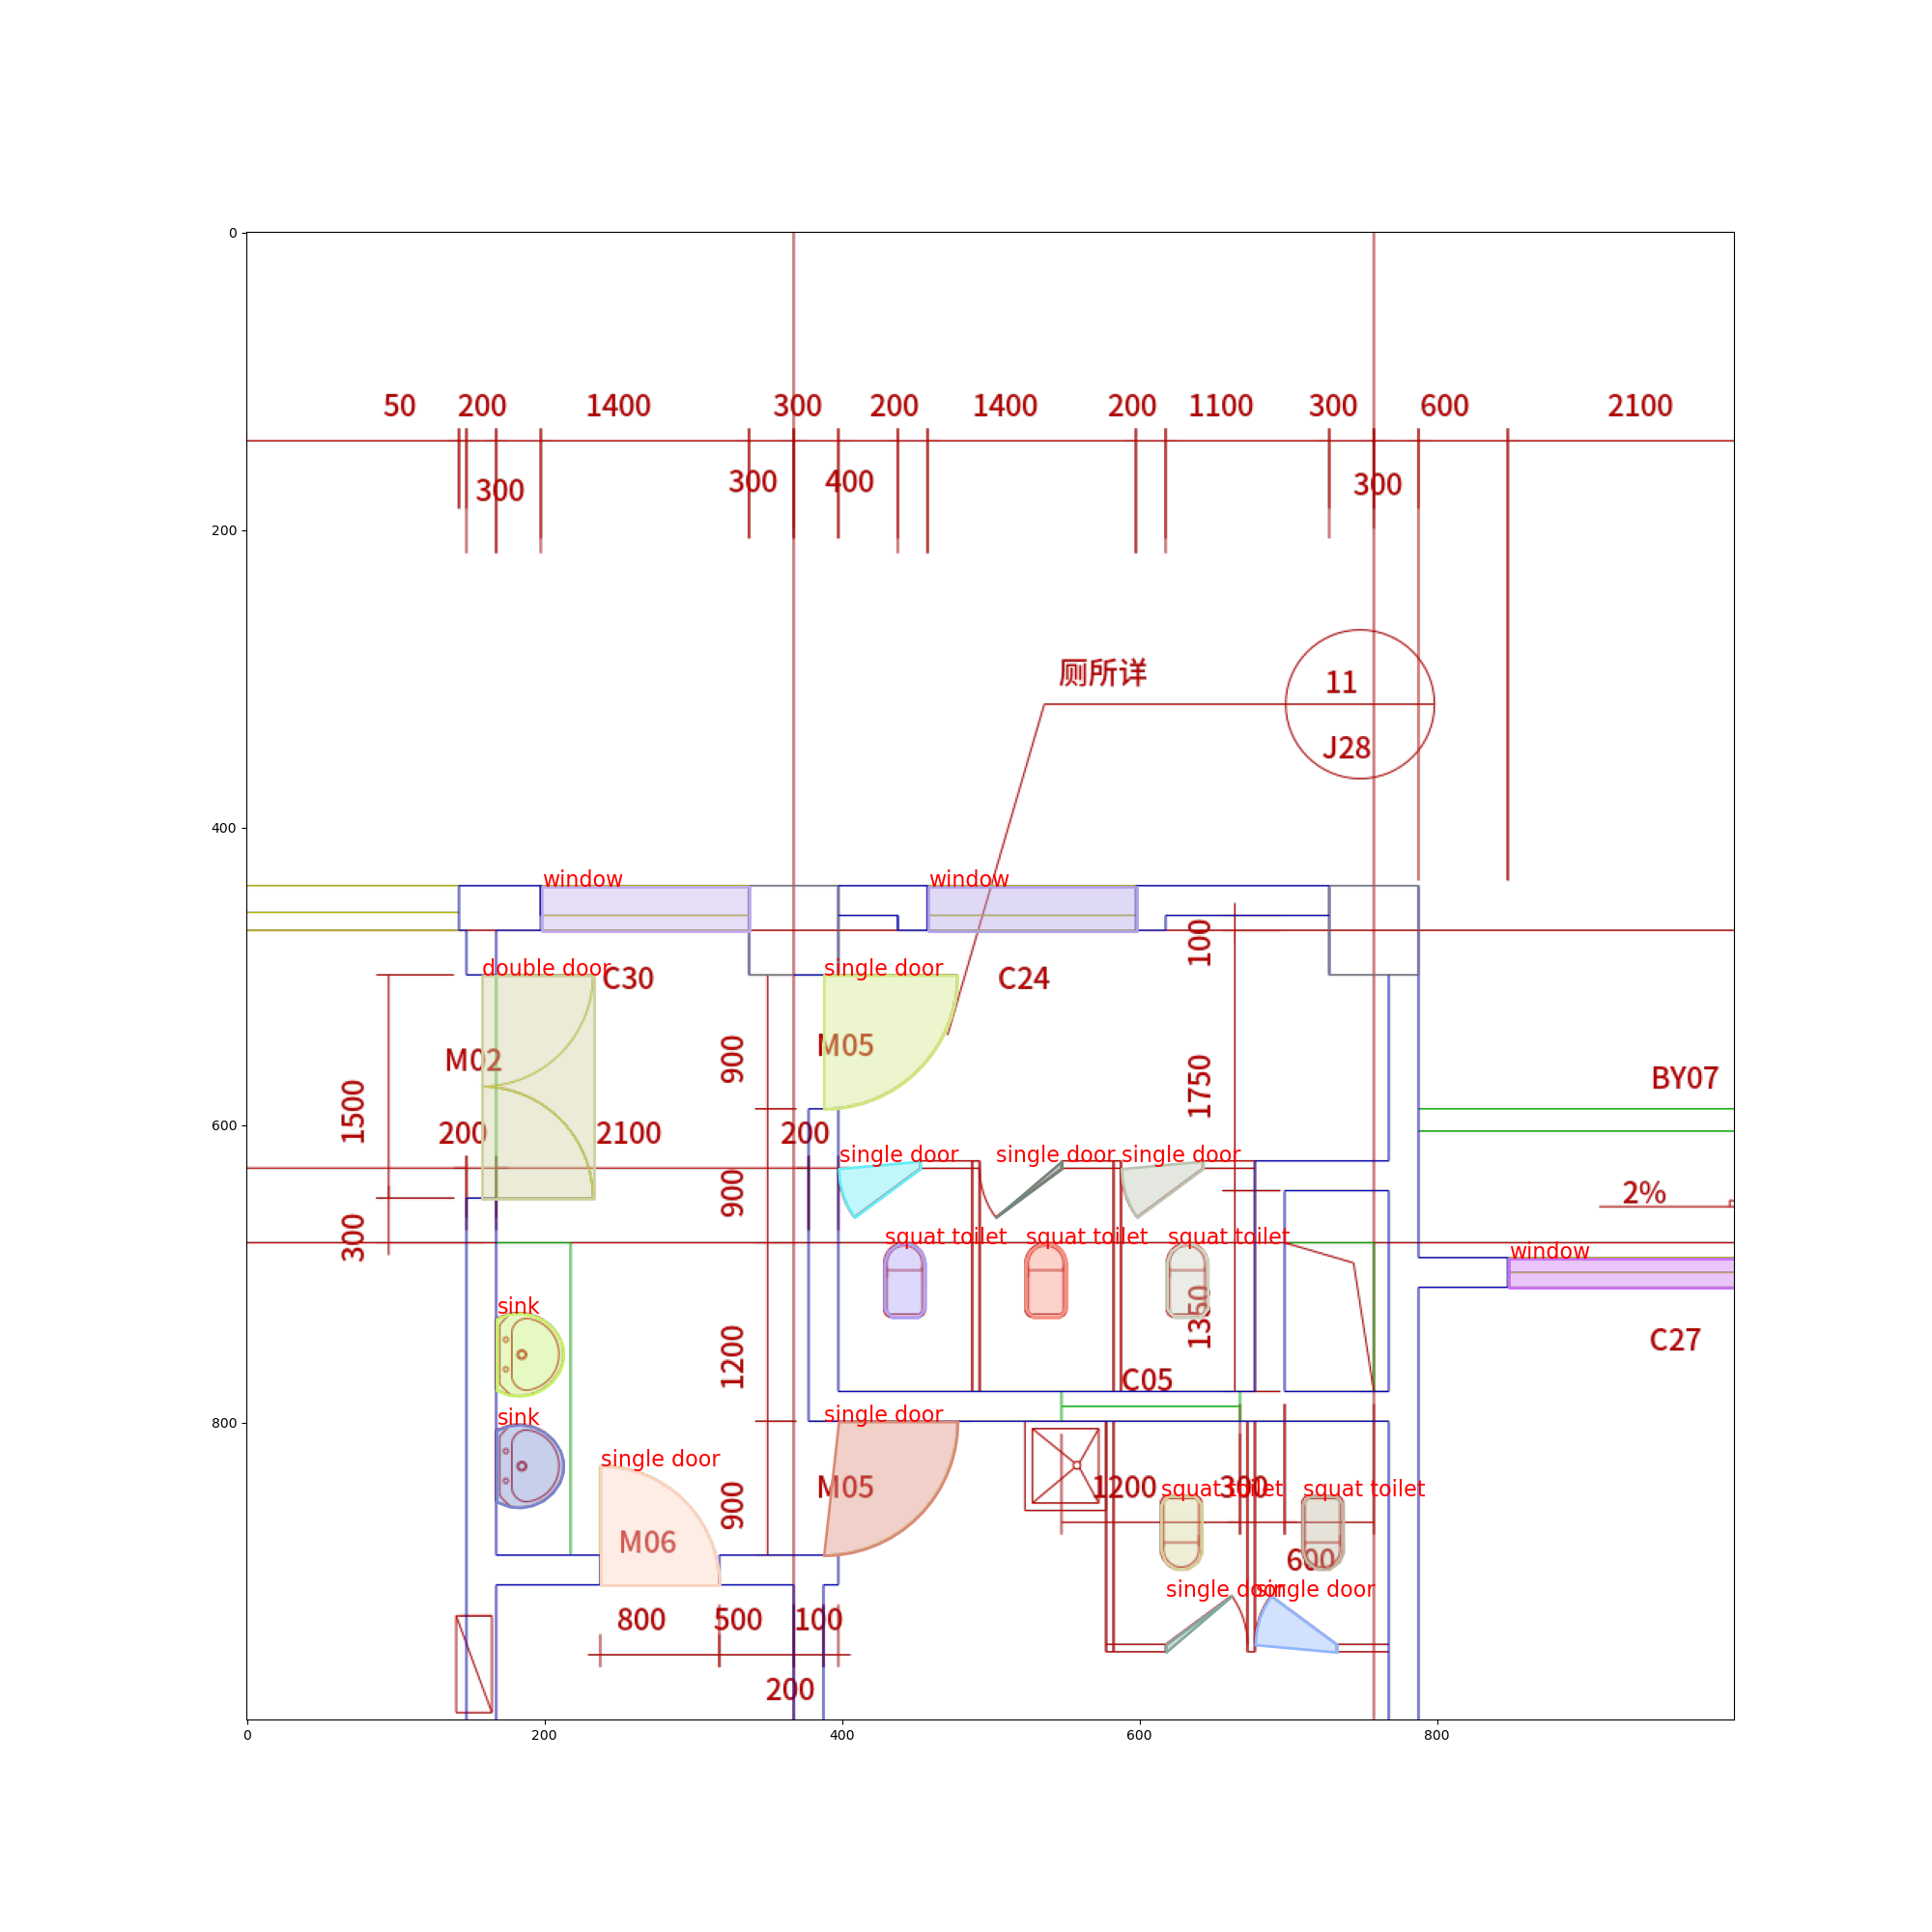 0
50 200 1400 300 200 1400 200 1100 300 600 2100
300 300 400 300
200
厕所详
11
J28
400
window window
100
double door C30 single door C24
M02 M05 900 1750 BY07
1500
600
200 2100 200
single door single door single door
900 2%
300
squat toilet squat toilet squat toilet
window
sink
1350
1200 C05 C27
800
sink single door
single door
M05 1200 300
squat toilet squat toilet
900
M06 600
single door single door
800 500 100
200
0 200 400 600 800